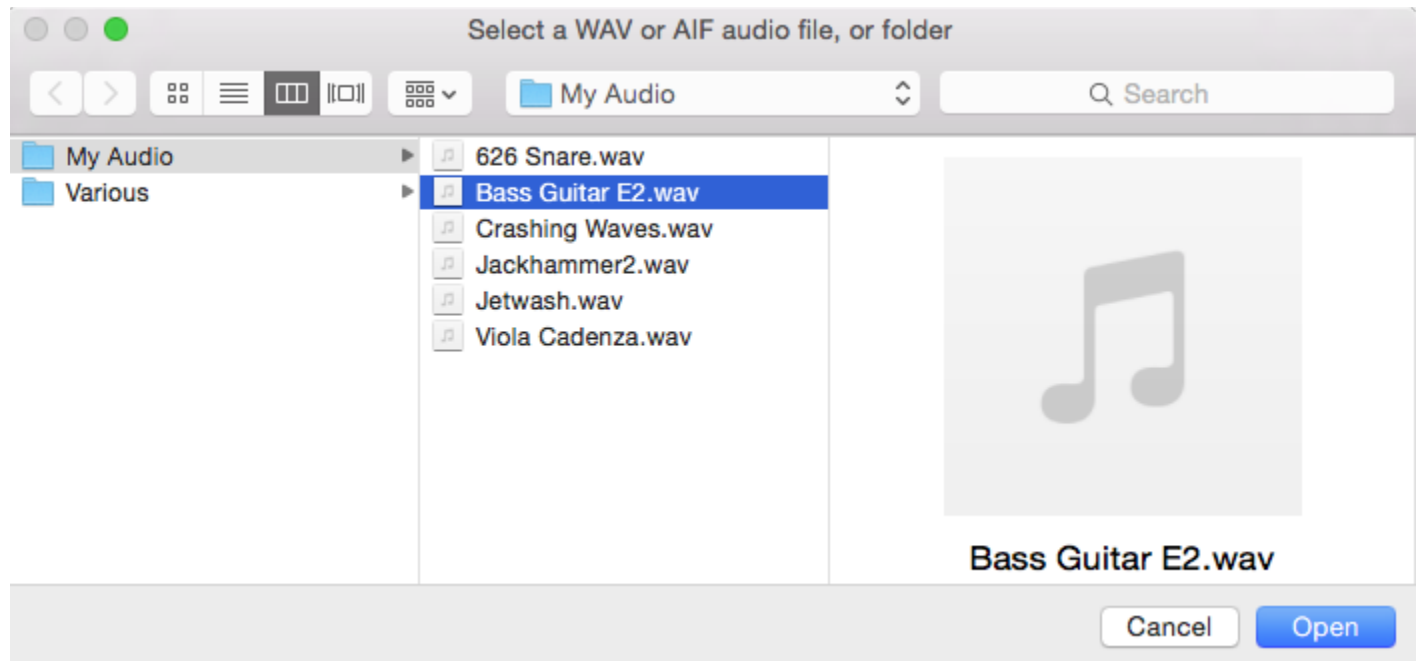 Select a WAV or AIF audio file, or folder
My Audio
Search
My Audio
Various
626 Snare.wav
Bass Guitar E2.wav
Crashing Waves.wav
Jackhammer2.wav
Jetwash.wav
Viola Cadenza.wav
Bass Guitar E2.wav
Cancel
Open